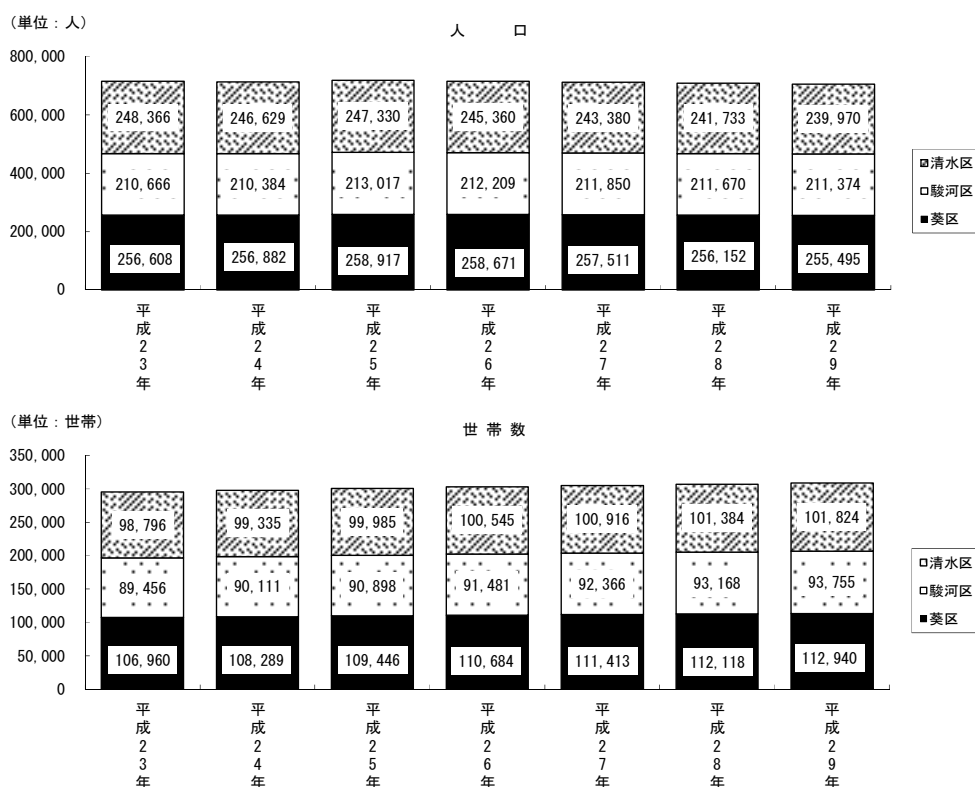 (単位：人)
人　口
800,000
600,000
400,000
200,000
0
248,366 246,629 247,330 245,360 243,380 241,733 239,970
210,666 210,384 213,017 212,209 211,850 211,670 211,374
256,608 256,882 258,917 258,671 257,511 256,152 255,495
平成23年 平成24年 平成25年 平成26年 平成27年 平成28年 平成29年
清水区
駿河区
葵区
(単位：世帯)
世 帯 数
350,000
300,000
250,000
200,000
150,000
100,000
50,000
0
98,796 99,335 99,985 100,545 100,916 101,384 101,824
89,456 90,111 90,898 91,481 92,366 93,168 93,755
106,960 108,289 109,446 110,684 111,413 112,118 112,940
平成23年 平成24年 平成25年 平成26年 平成27年 平成28年 平成29年
清水区
駿河区
葵区